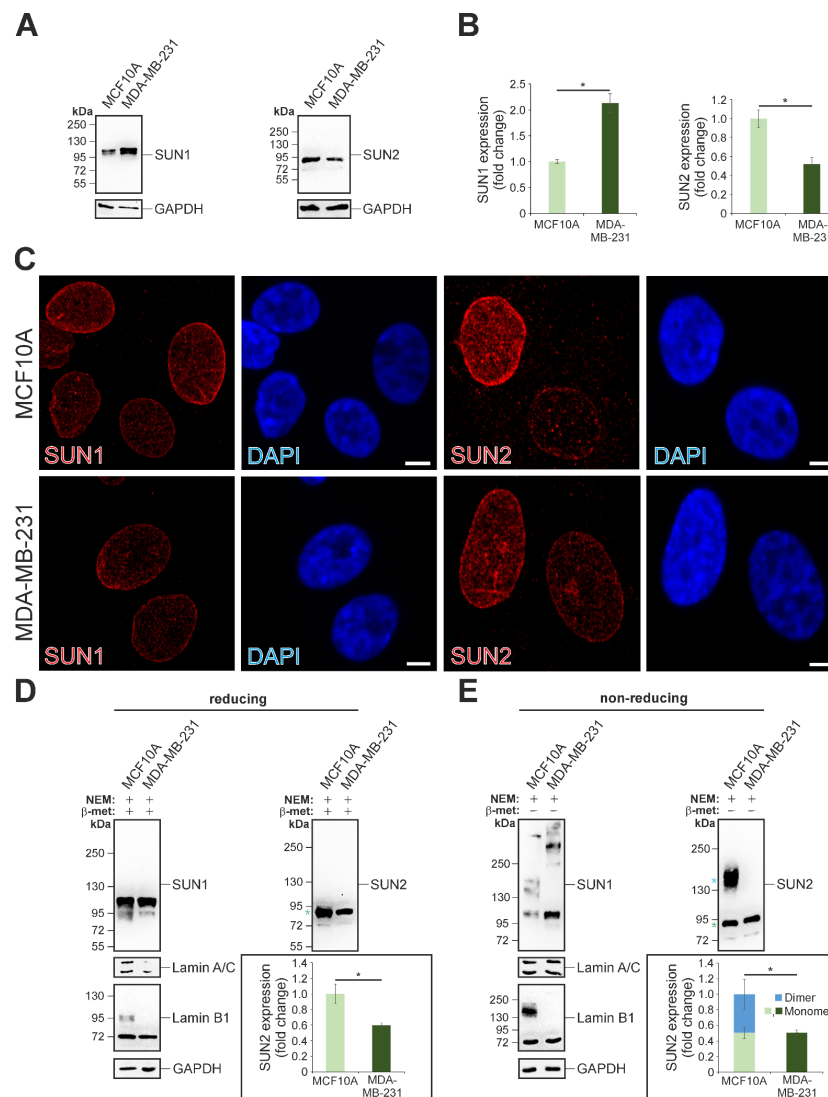 A
MCF10A
MDA-MB-231
kDa
250
130
95
72
55
SUN1
GAPDH
MCF10A
MDA-MB-231
kDa
250
130
95
72
55
SUN2
GAPDH
B
SUN1 expression
(fold change)
2.5
2.0
1.5
1.0
0.5
0
*
MCF10A
MDA-
MB-231
SUN2 expression
(fold change)
1.2
1.0
0.8
0.6
0.4
0.2
0
*
MCF10A
MDA-
MB-23
C
MCF10A
SUN1
DAPI
SUN2
DAPI
MDA-MB-231
SUN1
DAPI
SUN2
DAPI
D
reducing
MCF10A
MDA-MB-231
NEM: + +
β-met: + +
kDa
250
130
95
72
55
SUN1
Lamin A/C
130
95
72
Lamin B1
GAPDH
MCF10A
MDA-MB-231
NEM: + +
β-met: + +
kDa
250
130
95
72
55
*
SUN2
SUN2 expression
(fold change)
1.4
1.2
1.0
0.8
0.6
0.4
0.2
0
*
MCF10A
MDA-
MB-231
E
non-reducing
MCF10A
MDA-MB-231
NEM: + +
β-met: − −
kDa
250
130
95
72
SUN1
Lamin A/C
250
130
95
72
Lamin B1
GAPDH
MCF10A
MDA-MB-231
NEM: + +
β-met: − −
kDa
250
130
95
72
*
*
SUN2
SUN2 expression
(fold change)
1.4
1.2
1.0
0.8
0.6
0.4
0.2
0
*
Dimer
Monome
MCF10A
MDA-
MB-231